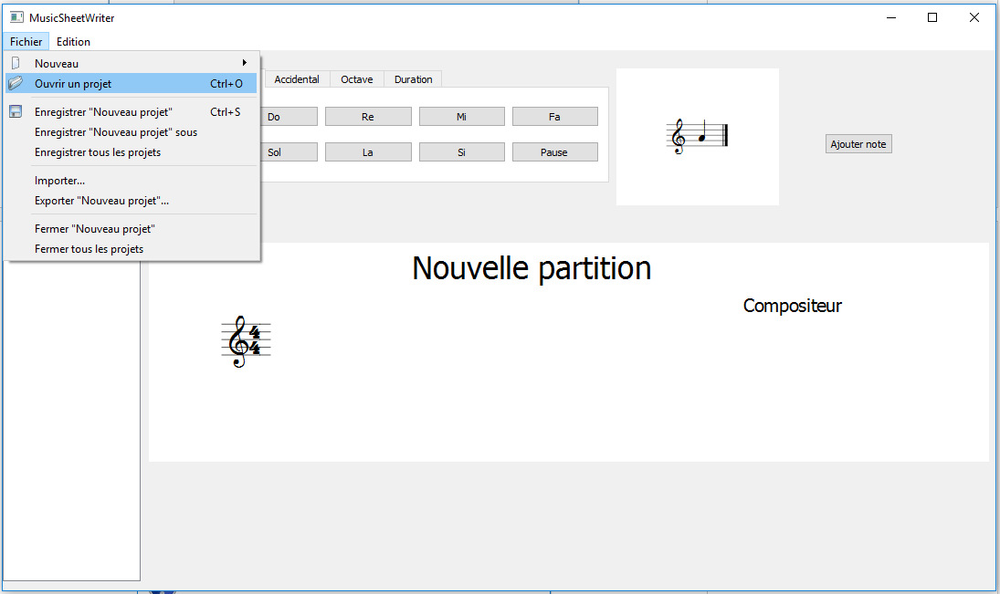 MusicSheetWriter
Fichier Edition
Nouveau
Ouvrir un projet Ctrl+O
Enregistrer "Nouveau projet" Ctrl+S
Enregistrer "Nouveau projet" sous
Enregistrer tous les projets
Importer...
Exporter "Nouveau projet"...
Fermer "Nouveau projet"
Fermer tous les projets
Accidental Octave Duration
Do Re Mi Fa
Sol La Si Pause
Ajouter note
Nouvelle partition
Compositeur
4
4